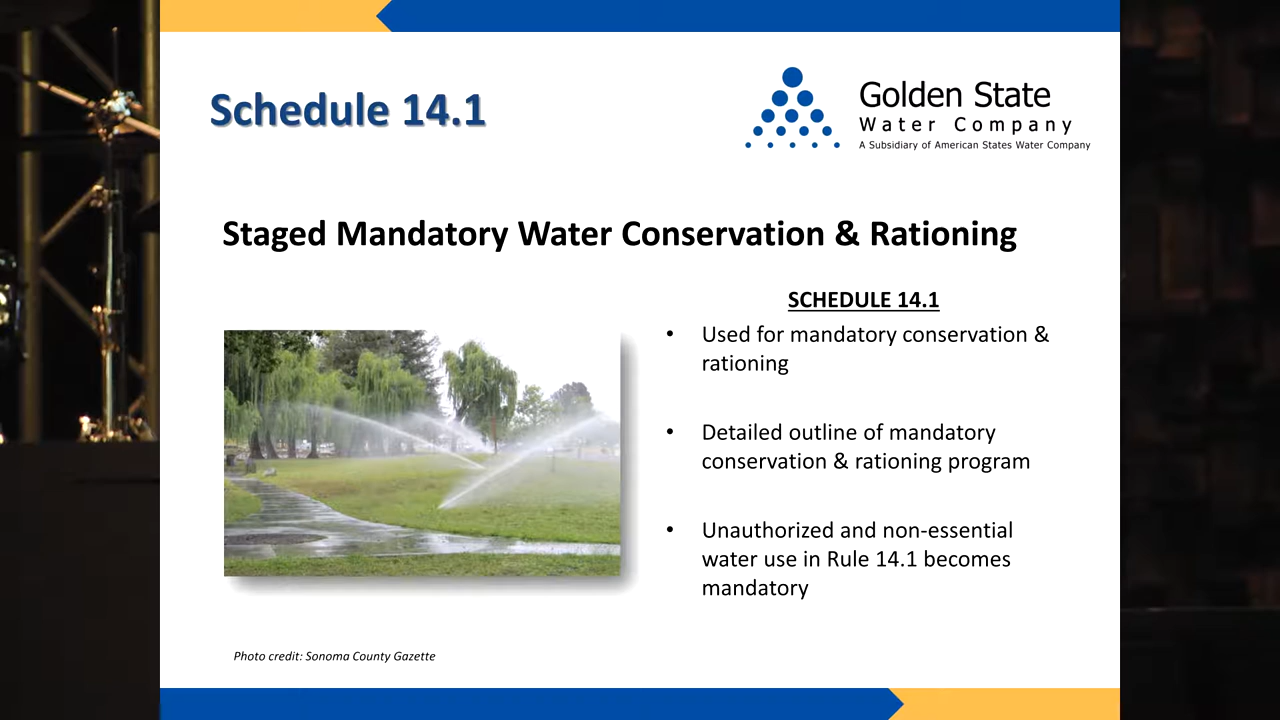 Schedule 14.1
Golden State
Water Company
A Subsidiary of American States Water Company
Staged Mandatory Water Conservation & Rationing
SCHEDULE 14.1
• Used for mandatory conservation &
rationing
• Detailed outline of mandatory
conservation & rationing program
• Unauthorized and non-essential
water use in Rule 14.1 becomes
mandatory
Photo credit: Sonoma County Gazette